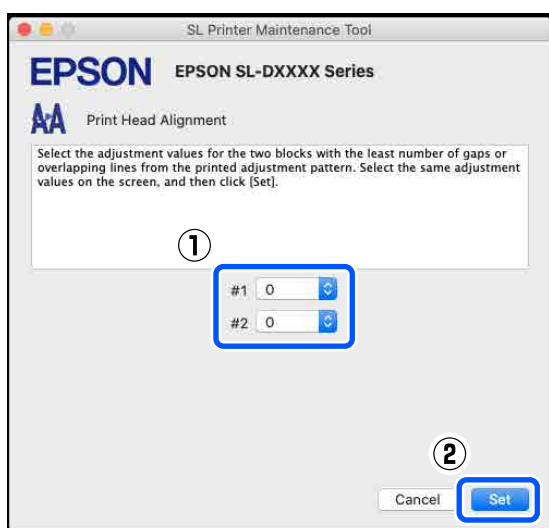 SL Printer Maintenance Tool
EPSON EPSON SL-DXXXX Series
Print Head Alignment
Select the adjustment values for the two blocks with the least number of gaps or
overlapping lines from the printed adjustment pattern. Select the same adjustment
values on the screen, and then click [Set].
①
#1 0
#2 0
②
Cancel Set